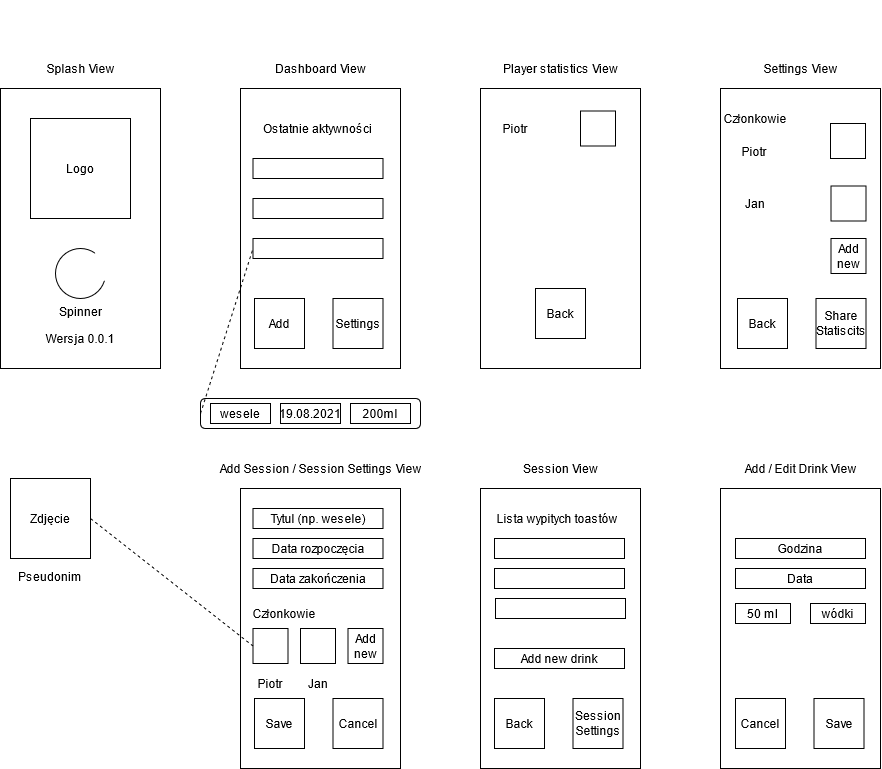 Splash View
Logo
Spinner
Wersja 0.0.1
Dashboard View
Ostatnie aktywności
Add
Settings
wesele
19.08.2021
200ml
Player statistics View
Piotr
Back
Settings View
Członkowie
Piotr
Jan
Add
new
Back
Share
Statiscits
Zdjęcie
Pseudonim
Add Session / Session Settings View
Tytul (np. wesele)
Data rozpoczęcia
Data zakończenia
Członkowie
Add
new
Piotr
Jan
Save
Cancel
Session View
Lista wypitych toastów
Add new drink
Back
Session
Settings
Add / Edit Drink View
Godzina
Data
50 ml
wódki
Cancel
Save